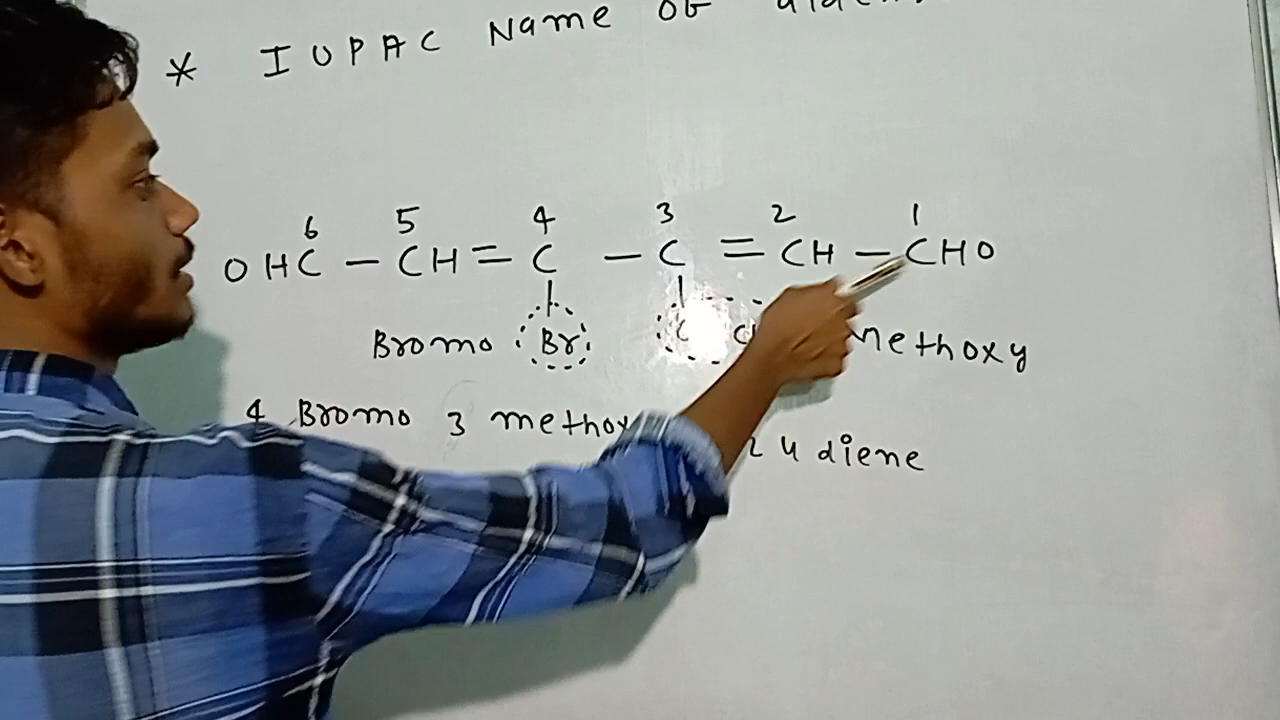 * IUPAC Name of
6 5 4 3 2 1
OHC - CH = C - C = CH - CHO
Bromo Br Methoxy
4 Bromo 3 2 4 diene